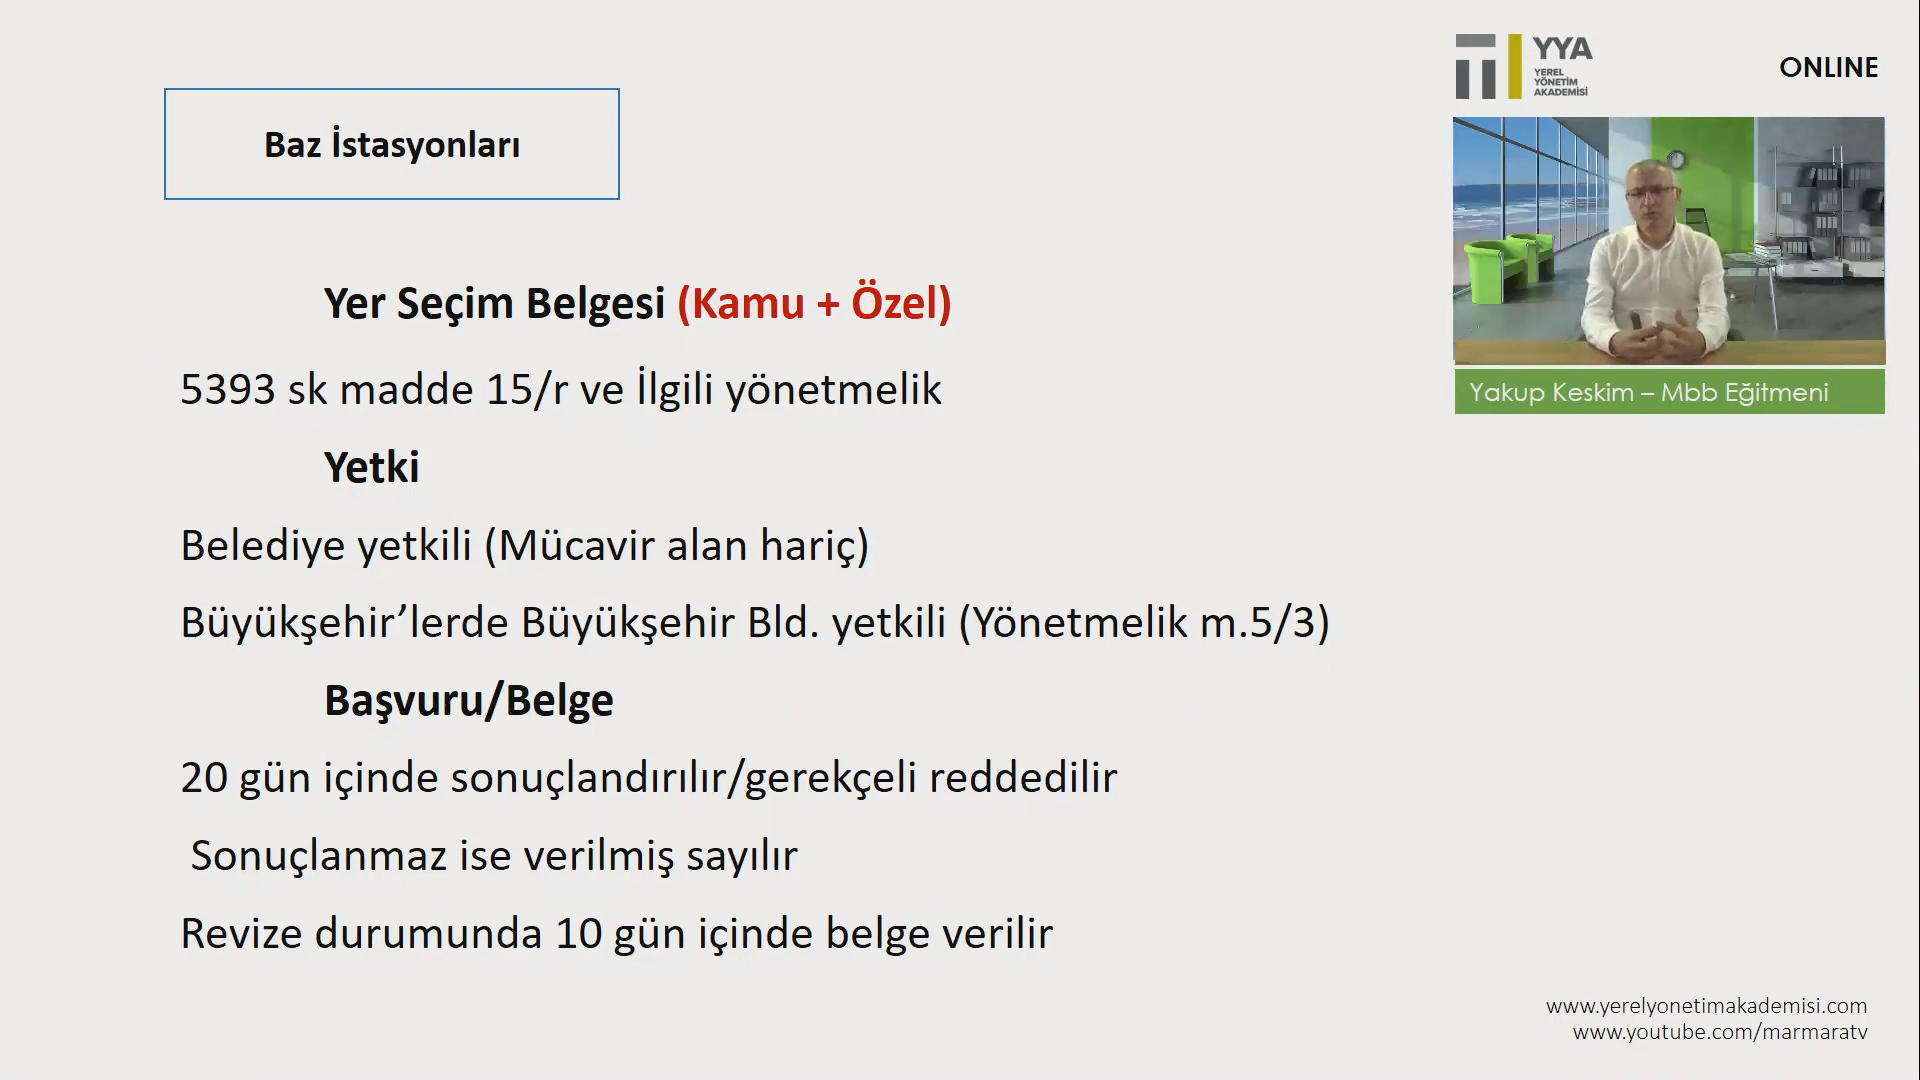 YYA
YEREL
YÖNETİM
AKADEMİSİ
ONLINE
Baz İstasyonları
Yer Seçim Belgesi (Kamu + Özel)
5393 sk madde 15/r ve İlgili yönetmelik
Yetki
Belediye yetkili (Mücavir alan hariç)
Büyükşehir’lerde Büyükşehir Bld. yetkili (Yönetmelik m.5/3)
Başvuru/Belge
20 gün içinde sonuçlandırılır/gerekçeli reddedilir
Sonuçlanmaz ise verilmiş sayılır
Revize durumunda 10 gün içinde belge verilir
Yakup Keskim – Mbb Eğitmeni
www.yerelyonetimakademisi.com
www.youtube.com/marmaratv